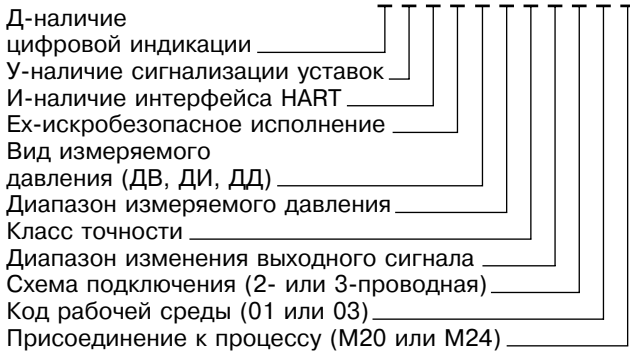 Д-наличие
цифровой индикации
У-наличие сигнализации уставок
И-наличие интерфейса HART
Ех-искробезопасное исполнение
Вид измеряемого
давления (ДВ, ДИ, ДД)
Диапазон измеряемого давления
Класс точности
Диапазон изменения выходного сигнала
Схема подключения (2- или 3-проводная)
Код рабочей среды (01 или 03)
Присоединение к процессу (М20 или М24)